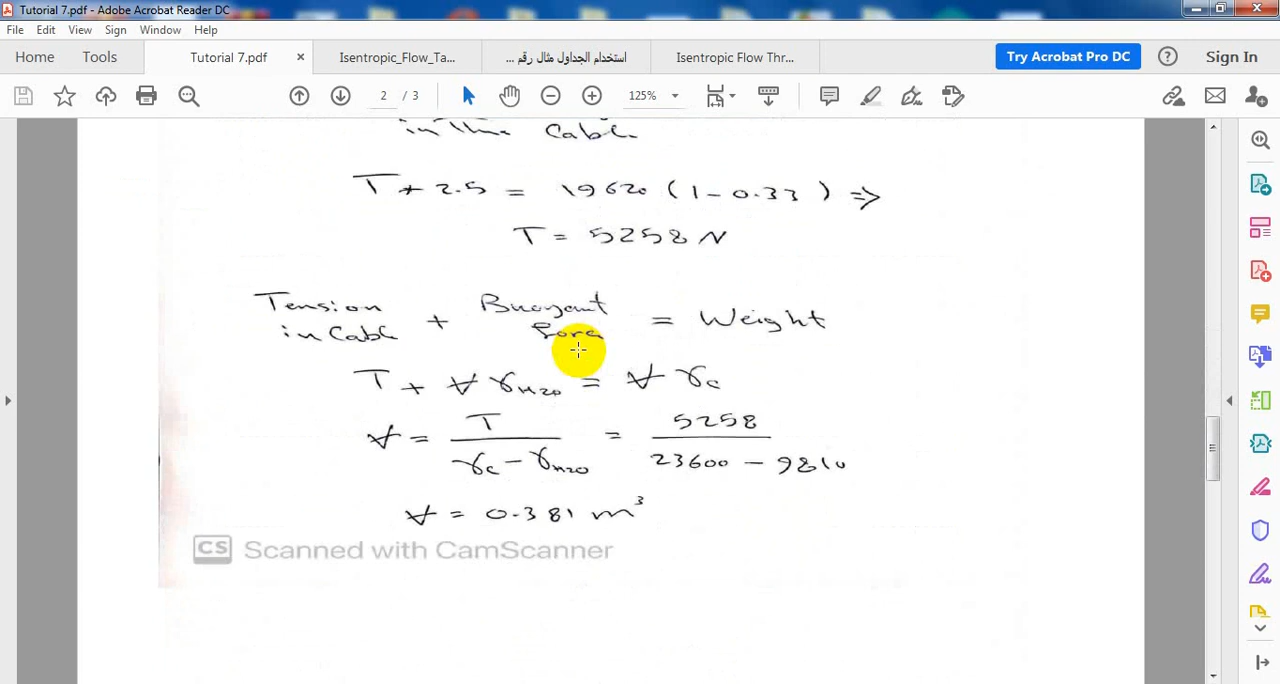 Tutorial 7.pdf - Adobe Acrobat Reader DC
File Edit View Sign Window Help
Home Tools Tutorial 7.pdf × Isentropic_Flow_Ta... استخدام الجداول مثال رقم ... Isentropic Flow Thr... Try Acrobat Pro DC Sign In
2 / 3 125%
in the Cable
T * 2.5 = 19620 (1 - 0.33) ⇒
T = 5258 N
Tension in Cable + Buoyant Force = Weight
T + ∀ γH2O = ∀ γc
∀ = T / (γc - γH2O) = 5258 / (23600 - 9810)
∀ = 0.381 m³
CS Scanned with CamScanner